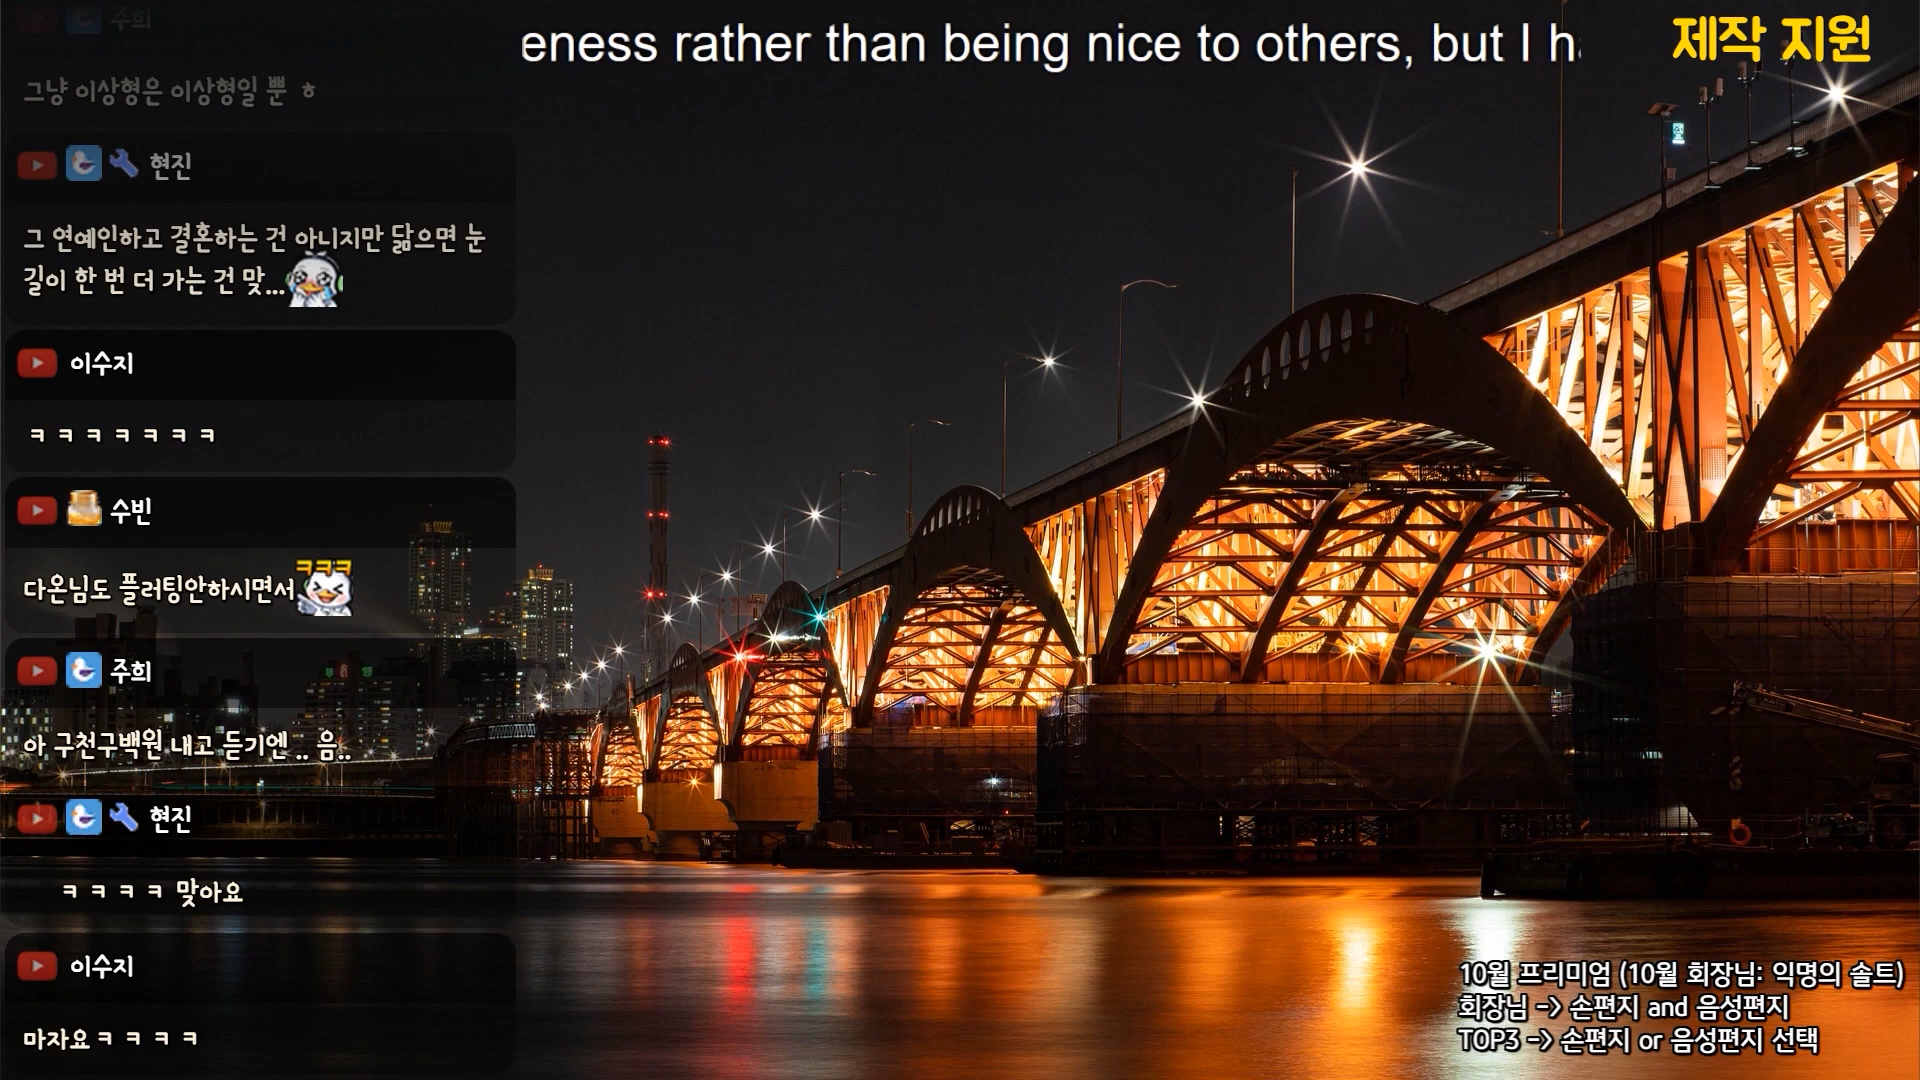 eness rather than being nice to others, but I h
제작 지원
주희
그냥 이상형은 이상형일 뿐 ㅎ
현진
그 연예인하고 결혼하는 건 아니지만 닮으면 눈
길이 한 번 더 가는 건 맞...
이수지
ㅋㅋㅋㅋㅋㅋㅋ
수빈
다온님도 플러팅안하시면서
ㅋㅋㅋ
주희
아 구천구백원 내고 듣기엔 .. 음..
현진
ㅋㅋㅋㅋ 맞아요
이수지
마자요ㅋㅋㅋㅋ
10월 프리미엄 (10월 회장님: 익명의 솔트)
회장님 -> 손편지 and 음성편지
TOP3 -> 손편지 or 음성편지 선택